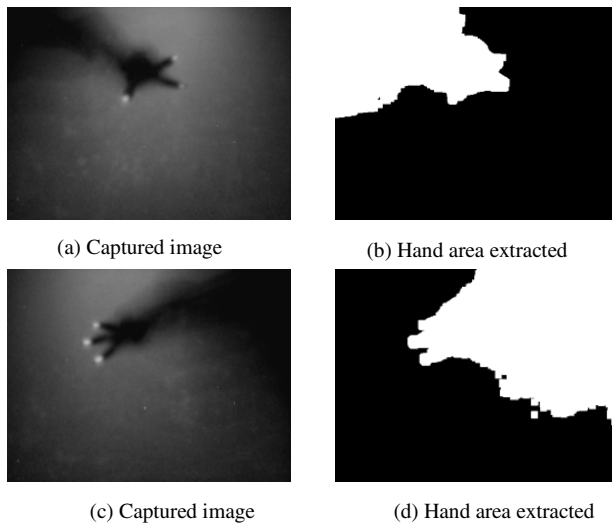 (a) Captured image
(b) Hand area extracted
(c) Captured image
(d) Hand area extracted